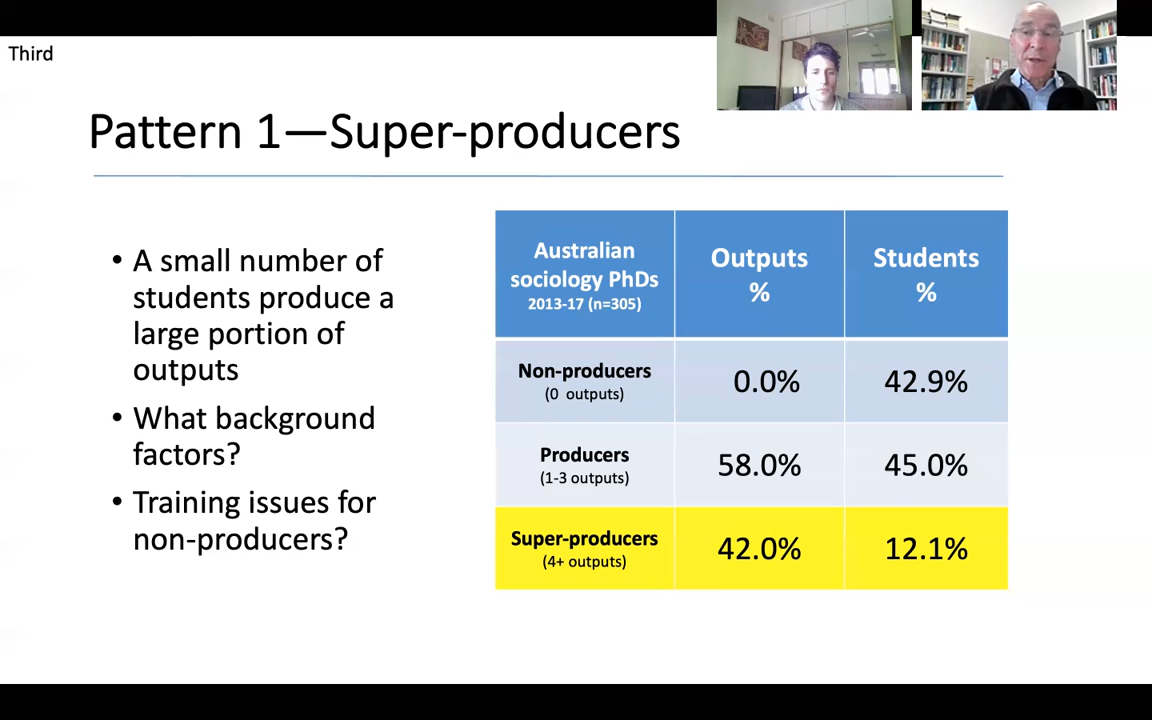 Third
Pattern 1—Super-producers
• A small number of
students produce a
large portion of
outputs
• What background
factors?
• Training issues for
non-producers?
Australian
sociology PhDs
2013-17 (n=305)
Outputs
%
Students
%
Non-producers
(0 outputs)
0.0%
42.9%
Producers
(1-3 outputs)
58.0%
45.0%
Super-producers
(4+ outputs)
42.0%
12.1%